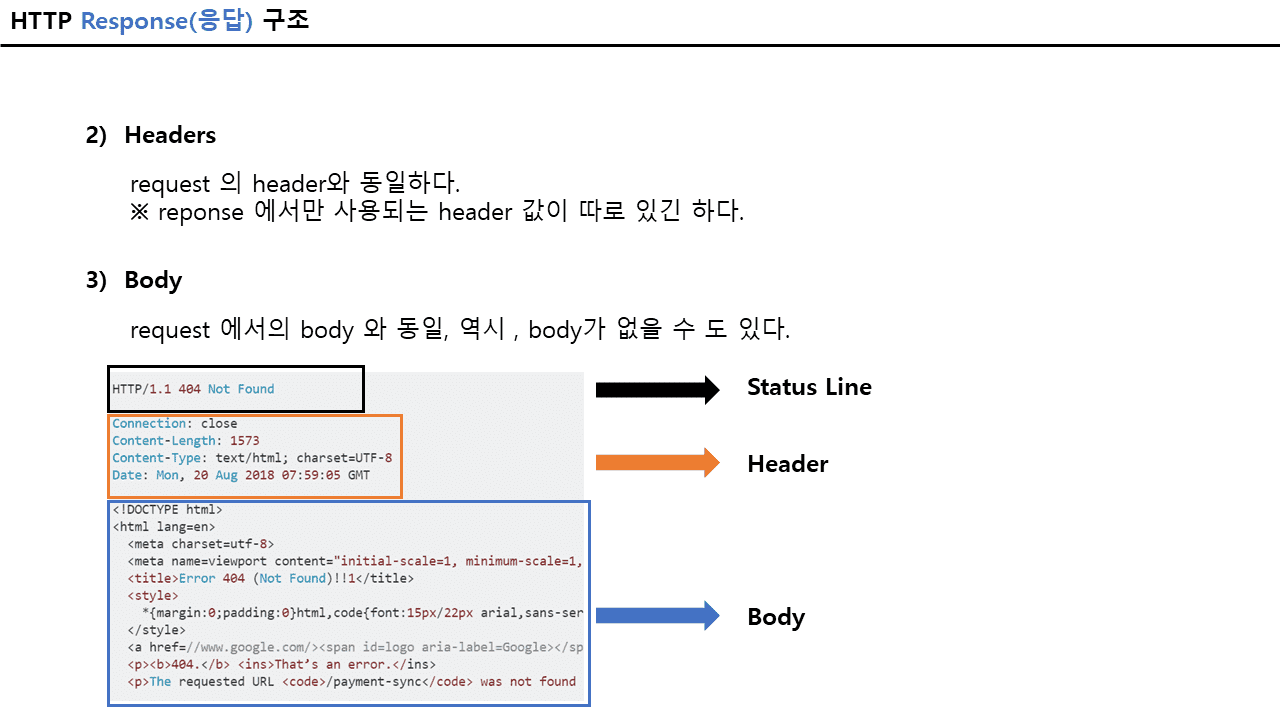 HTTP Response(응답) 구조
2) Headers
request 의 header와 동일하다.
※ reponse 에서만 사용되는 header 값이 따로 있긴 하다.
3) Body
request 에서의 body 와 동일, 역시 , body가 없을 수 도 있다.
HTTP/1.1 404 Not Found
Status Line
Connection: close
Content-Length: 1573
Content-Type: text/html; charset=UTF-8
Date: Mon, 20 Aug 2018 07:59:05 GMT
Header
<!DOCTYPE html>
<html lang=en>
  <meta charset=utf-8>
  <meta name=viewport content="initial-scale=1, minimum-scale=1,
  <title>Error 404 (Not Found)!!1</title>
  <style>
    *{margin:0;padding:0}html,code{font:15px/22px arial,sans-ser
  </style>
  <a href=//www.google.com/><span id=logo aria-label=Google></sp
  <p><b>404.</b> <ins>That’s an error.</ins>
  <p>The requested URL <code>/payment-sync</code> was not found
Body